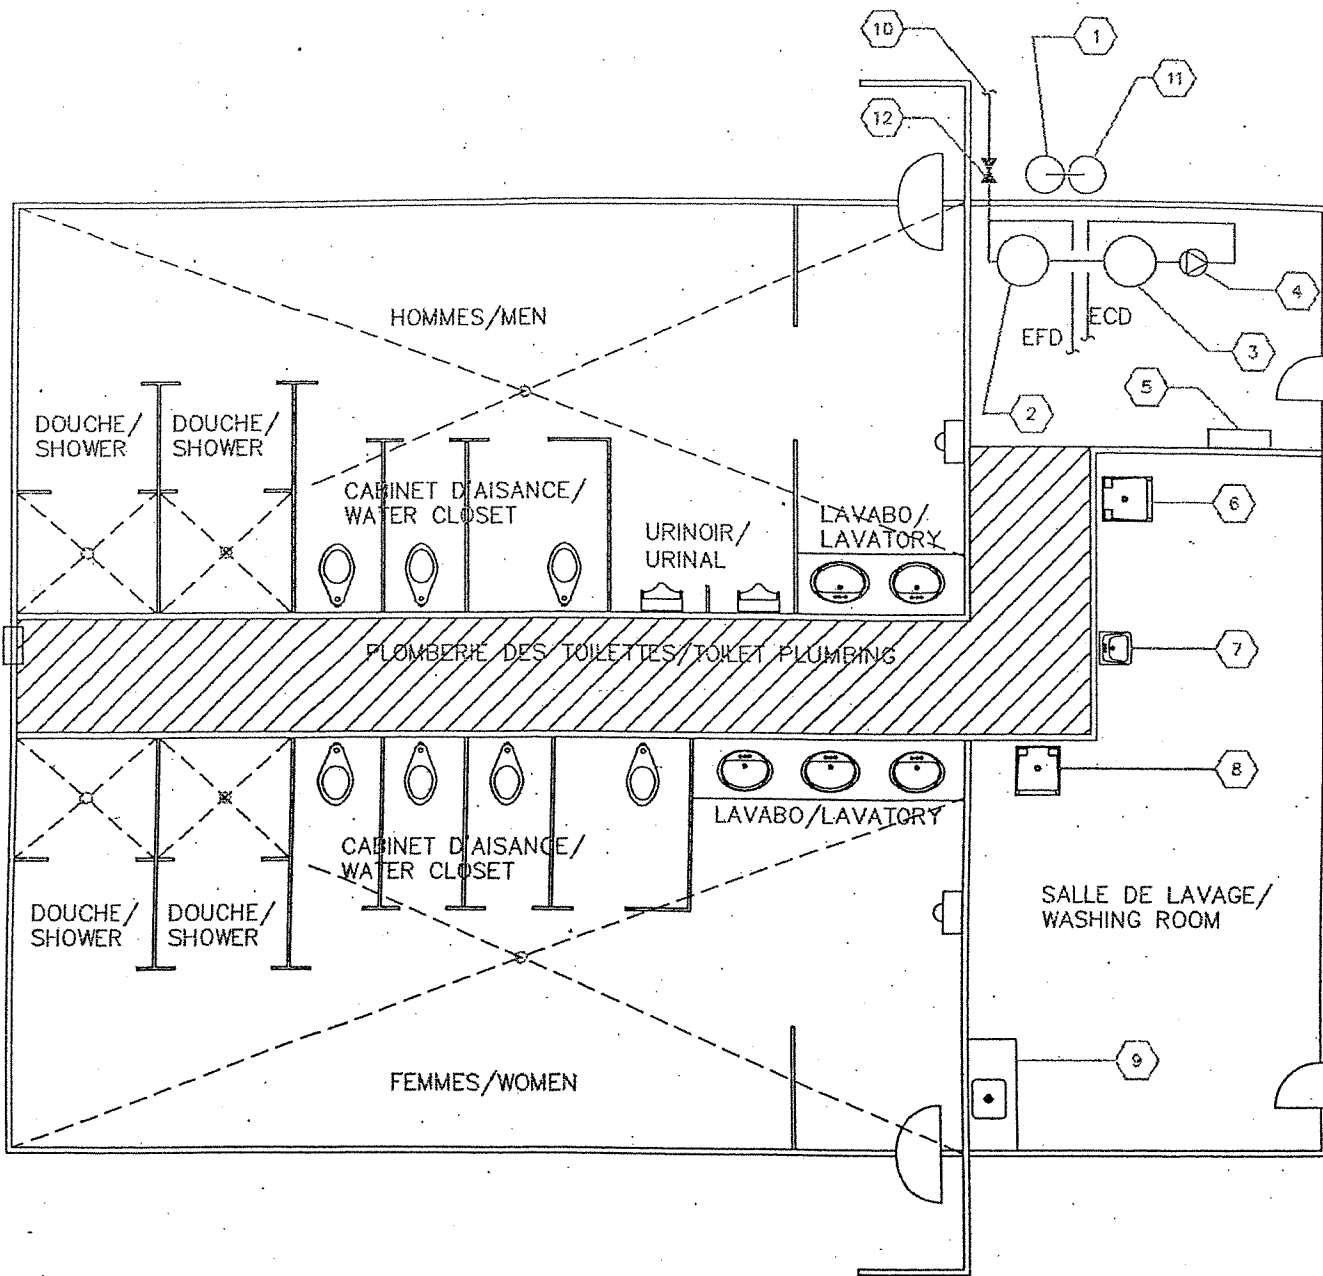 10
1
11
12
HOMMES/MEN
4
ECD
EFD
3
5
2
DOUCHE/
SHOWER
DOUCHE/
SHOWER
CABINET D'AISANCE/
WATER CLOSET
URINOIR/
URINAL
LAVABO/
LAVATORY
6
PLOMBERIE DES TOILETTES/TOILET PLUMBING
7
8
LAVABO/LAVATORY
CABINET D'AISANCE/
WATER CLOSET
DOUCHE/
SHOWER
DOUCHE/
SHOWER
SALLE DE LAVAGE/
WASHING ROOM
9
FEMMES/WOMEN